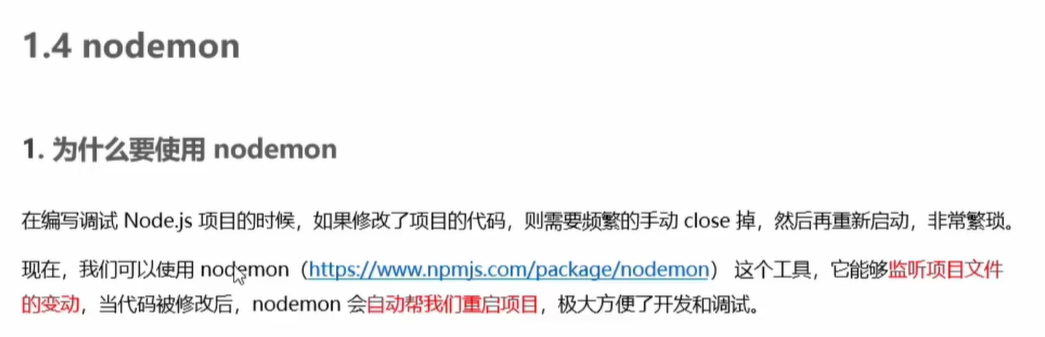 1.4 nodemon
1. 为什么要使用 nodemon
在编写调试 Node.js 项目的时候，如果修改了项目的代码，则需要频繁的手动 close 掉，然后再重新启动，非常繁琐。
现在，我们可以使用 nodemon（https://www.npmjs.com/package/nodemon） 这个工具，它能够监听项目文件
的变动，当代码被修改后，nodemon 会自动帮我们重启项目，极大方便了开发和调试。